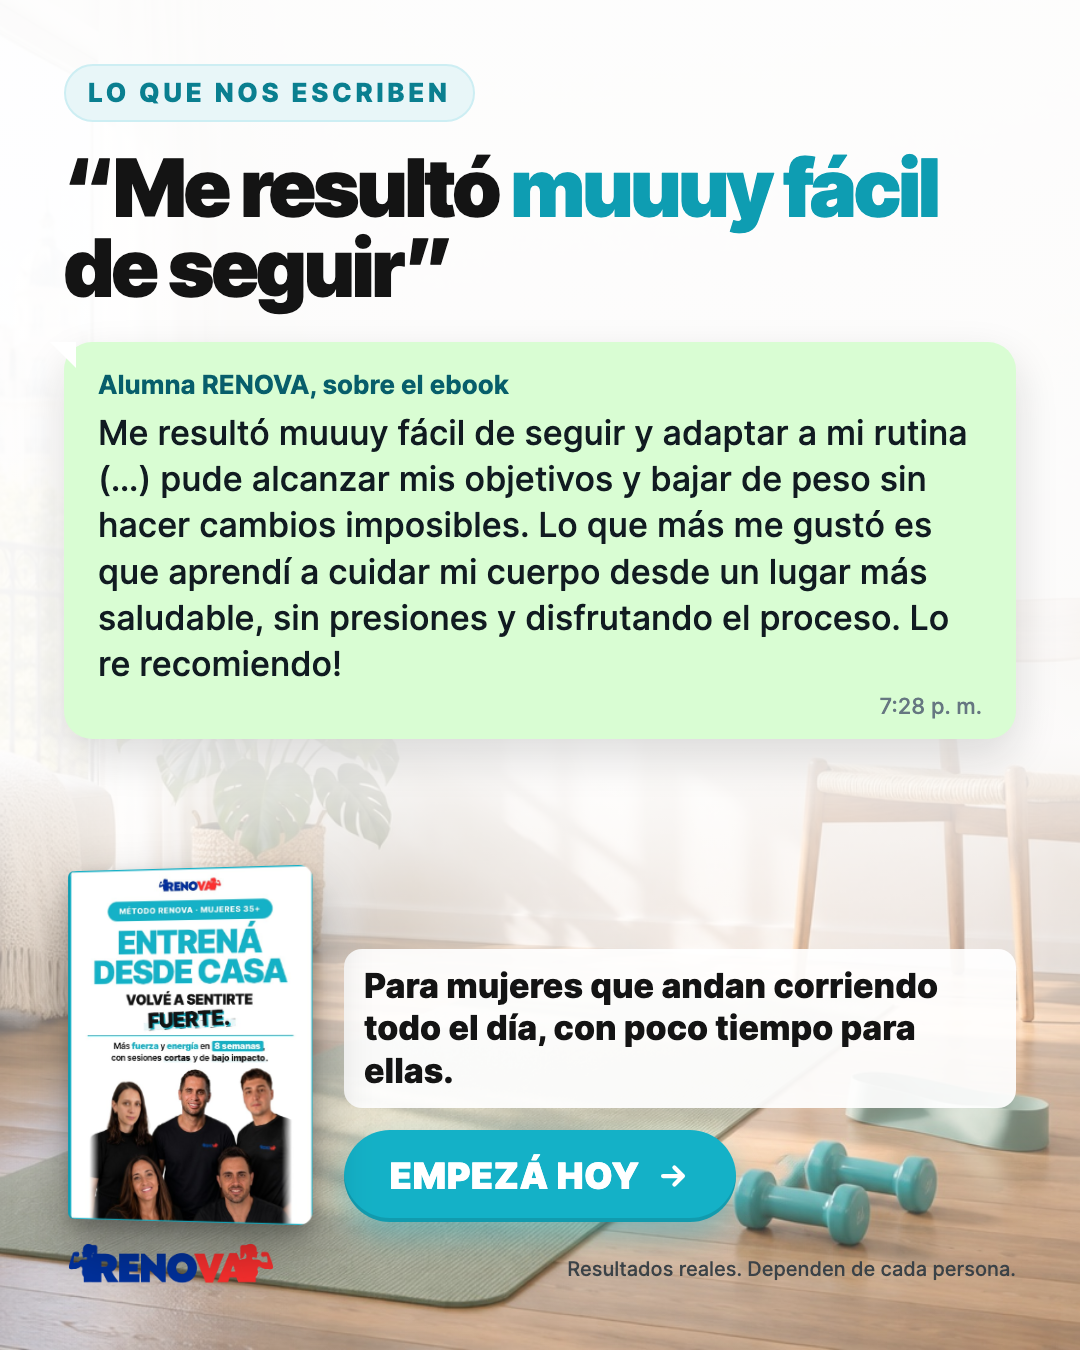 LO QUE NOS ESCRIBEN
“Me resultó muuuy fácil
de seguir”
Alumna RENOVA, sobre el ebook
Me resultó muuuy fácil de seguir y adaptar a mi rutina
(...) pude alcanzar mis objetivos y bajar de peso sin
hacer cambios imposibles. Lo que más me gustó es
que aprendí a cuidar mi cuerpo desde un lugar más
saludable, sin presiones y disfrutando el proceso. Lo
re recomiendo!
7:28 p. m.
RENOVA
MÉTODO RENOVA · MUJERES 35+
ENTRENÁ
DESDE CASA
VOLVÉ A SENTIRTE
FUERTE.
Más fuerza y energía en 8 semanas,
con sesiones cortas y de bajo impacto.
Para mujeres que andan corriendo
todo el día, con poco tiempo para
ellas.
EMPEZÁ HOY →
RENOVA
Resultados reales. Dependen de cada persona.